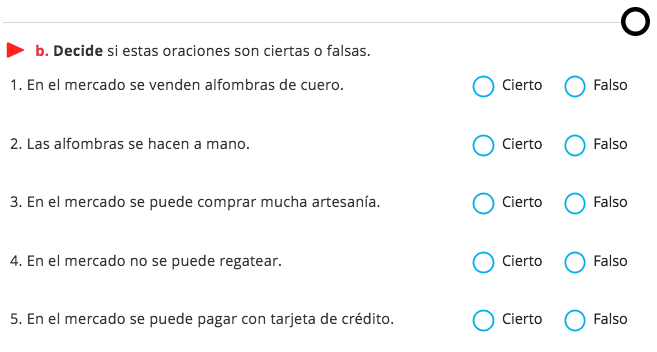 b. Decide si estas oraciones son ciertas o falsas.
1. En el mercado se venden alfombras de cuero. Cierto Falso
2. Las alfombras se hacen a mano. Cierto Falso
3. En el mercado se puede comprar mucha artesanía. Cierto Falso
4. En el mercado no se puede regatear. Cierto Falso
5. En el mercado se puede pagar con tarjeta de crédito. Cierto Falso